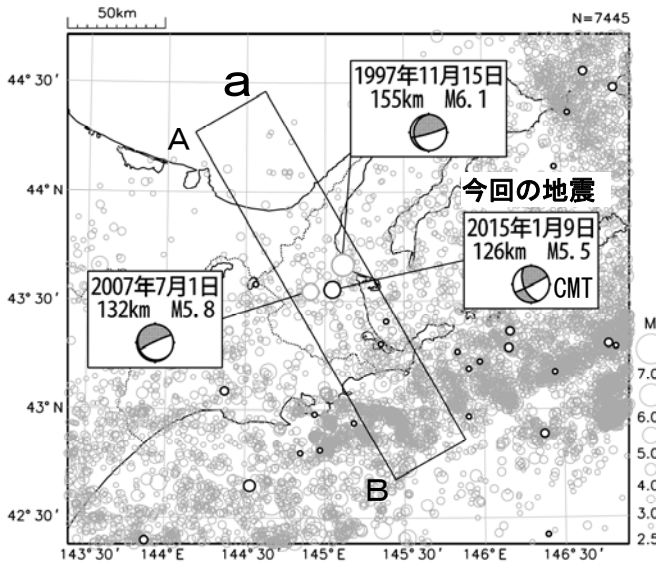 50km
N=7445
44°30′
44°N
43°30′
43°N
42°30′
143°30′
144°E
144°30′
145°E
145°30′
146°E
146°30′
a
A
B
1997年11月15日
155km M6.1
今回の地震
2015年1月9日
126km M5.5
CMT
2007年7月1日
132km M5.8
M
7.0
6.0
5.0
4.0
3.0
2.5